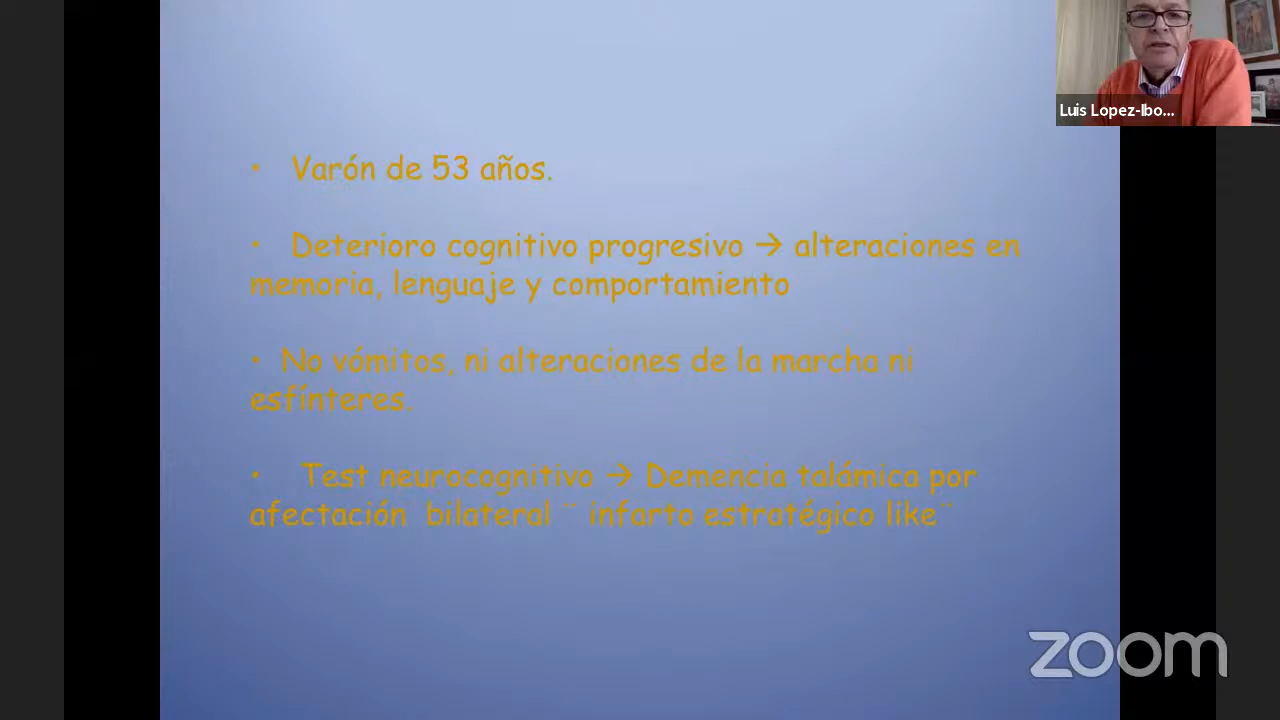 Luis Lopez-Ibo...
• Varón de 53 años.
• Deterioro cognitivo progresivo → alteraciones en
memoria, lenguaje y comportamiento
• No vómitos, ni alteraciones de la marcha ni
esfínteres.
• Test neurocognitivo → Demencia talámica por
afectación bilateral ¨ infarto estratégico like¨
zoom